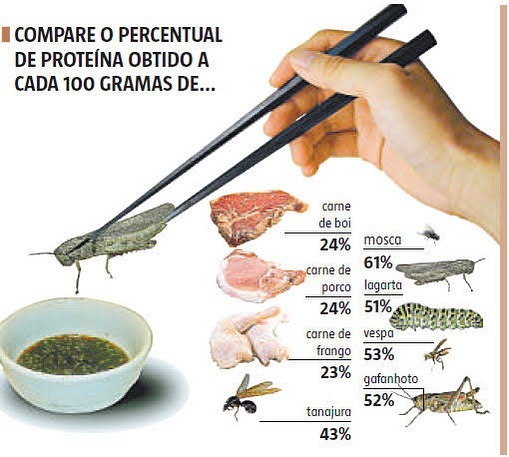 COMPARE O PERCENTUAL
DE PROTEÍNA OBTIDO A
CADA 100 GRAMAS DE...
carne
de boi
24%
carne de
porco
24%
carne de
frango
23%
tanajura
43%
mosca
61%
lagarta
51%
vespa
53%
gafanhoto
52%